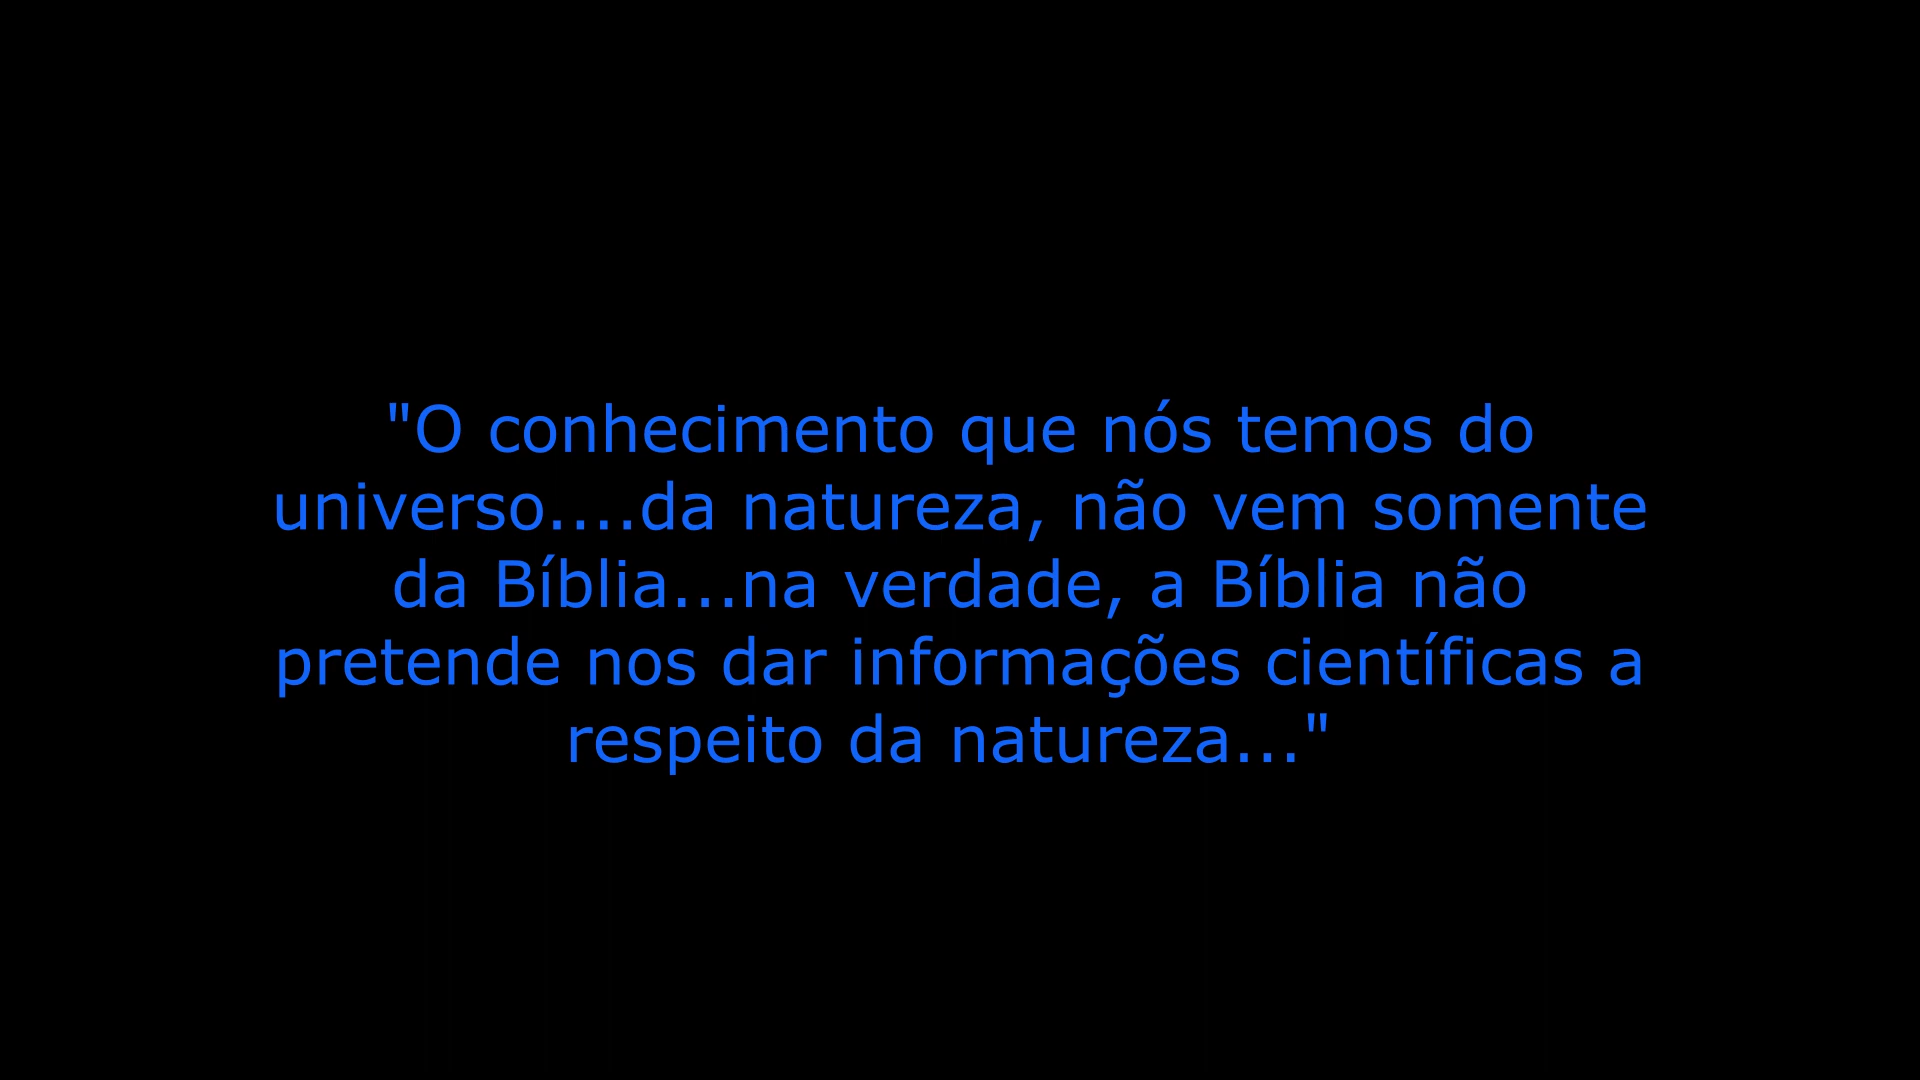 "O conhecimento que nós temos do
universo....da natureza, não vem somente
da Bíblia...na verdade, a Bíblia não
pretende nos dar informações científicas a
respeito da natureza..."